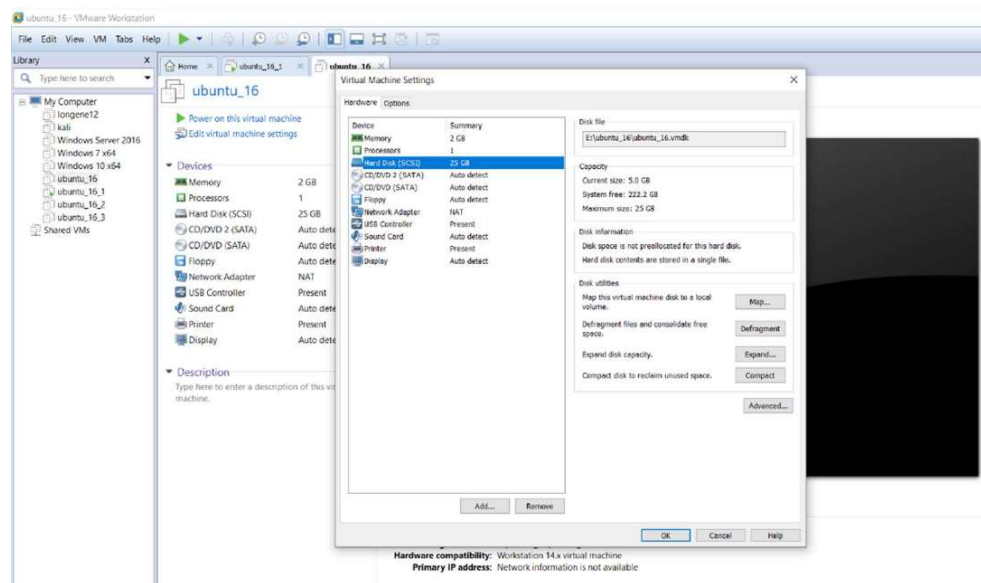 ubuntu_16 - VMware Workstation
File Edit View VM Tabs Help
Library X
Type here to search
My Computer
longene12
kali
Windows Server 2016
Windows 7 x64
Windows 10 x64
ubuntu_16
ubuntu_16_1
ubuntu_16_2
ubuntu_16_3
Shared VMs
Home ubuntu_16_1 ubuntu_16
ubuntu_16
Power on this virtual machine
Edit virtual machine settings
Devices
Memory 2 GB
Processors 1
Hard Disk (SCSI) 25 GB
CD/DVD 2 (SATA) Auto dete
CD/DVD (SATA) Auto dete
Floppy Auto dete
Network Adapter NAT
USB Controller Present
Sound Card Auto dete
Printer Present
Display Auto dete
Description
Type here to enter a description of this vir
machine.
Virtual Machine Settings
Hardware Options
Device Summary
Memory 2 GB
Processors 1
Hard Disk (SCSI) 25 GB
CD/DVD 2 (SATA) Auto detect
CD/DVD (SATA) Auto detect
Floppy Auto detect
Network Adapter NAT
USB Controller Present
Sound Card Auto detect
Printer Present
Display Auto detect
Add... Remove
Disk file
E:\ubuntu_16\ubuntu_16.vmdk
Capacity
Current size: 5.0 GB
System free: 222.2 GB
Maximum size: 25 GB
Disk information
Disk space is not preallocated for this hard disk.
Hard disk contents are stored in a single file.
Disk utilities
Map this virtual machine disk to a local
volume.
Map...
Defragment files and consolidate free
space.
Defragment
Expand disk capacity.
Expand...
Compact disk to reclaim unused space.
Compact
Advanced...
OK Cancel Help
Hardware compatibility: Workstation 14.x virtual machine
Primary IP address: Network information is not available